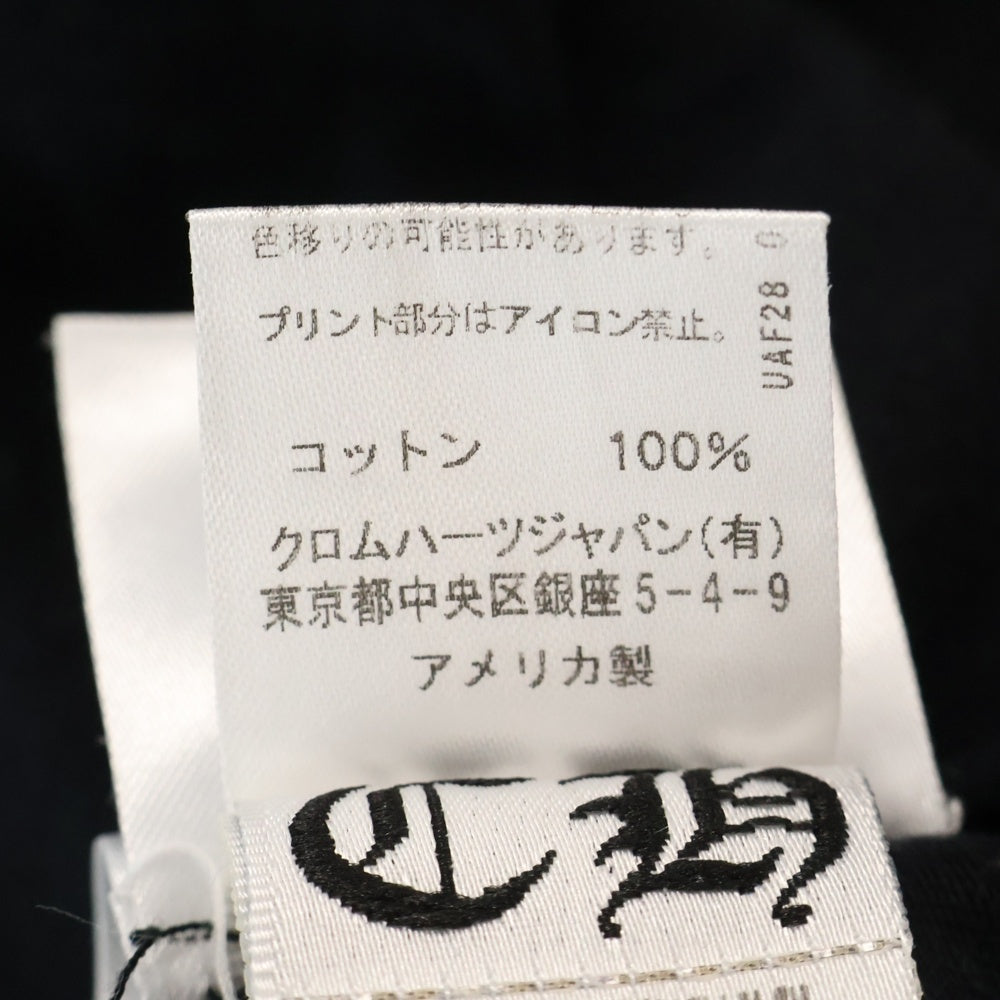 色移りの可能性があります。
プリント部分はアイロン禁止。
UAF28 0
コットン 100%
クロムハーツジャパン(有)
東京都中央区銀座5-4-9
アメリカ製
CH